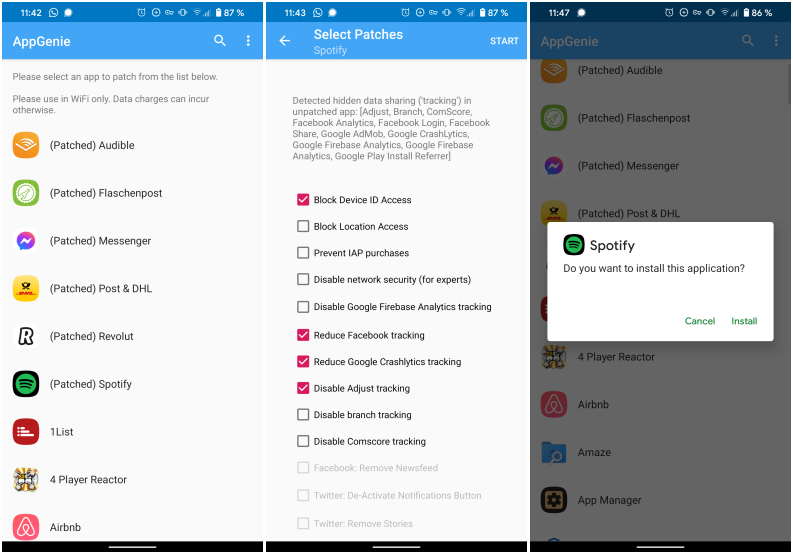 11:42
87 %
AppGenie
Please select an app to patch from the list below.
Please use in WiFi only. Data charges can incur
otherwise.
(Patched) Audible
(Patched) Flaschenpost
(Patched) Messenger
(Patched) Post & DHL
(Patched) Revolut
(Patched) Spotify
1List
4 Player Reactor
Airbnb
11:43
87 %
Select Patches
Spotify
START
Detected hidden data sharing ('tracking') in
unpatched app: [Adjust, Branch, ComScore,
Facebook Analytics, Facebook Login, Facebook
Share, Google AdMob, Google CrashLytics,
Google Firebase Analytics, Google Firebase
Analytics, Google Play Install Referrer]
Block Device ID Access
Block Location Access
Prevent IAP purchases
Disable network security (for experts)
Disable Google Firebase Analytics tracking
Reduce Facebook tracking
Reduce Google Crashlytics tracking
Disable Adjust tracking
Disable branch tracking
Disable Comscore tracking
Facebook: Remove Newsfeed
Twitter: De-Activate Notifications Button
Twitter: Remove Stories
11:47
86 %
AppGenie
(Patched) Audible
(Patched) Flaschenpost
(Patched) Messenger
(Patched) Post & DHL
Spotify
Do you want to install this application?
Cancel
Install
4 Player Reactor
Airbnb
Amaze
App Manager